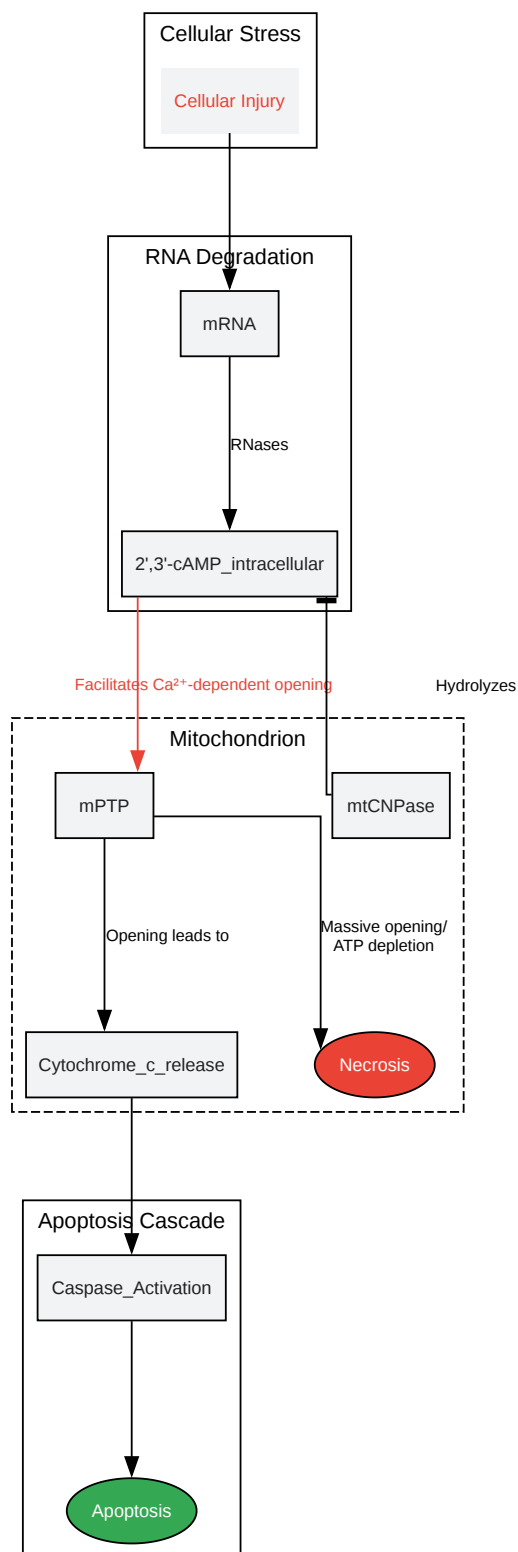 Cellular Stress
Cellular Injury
RNA Degradation
mRNA
RNases
2',3'-cAMP_intracellular
Facilitates Ca²⁺-dependent opening
Hydrolyzes
Mitochondrion
mPTP
mtCNPase
Opening leads to
Massive opening/
ATP depletion
Cytochrome_c_release
Necrosis
Apoptosis Cascade
Caspase_Activation
Apoptosis